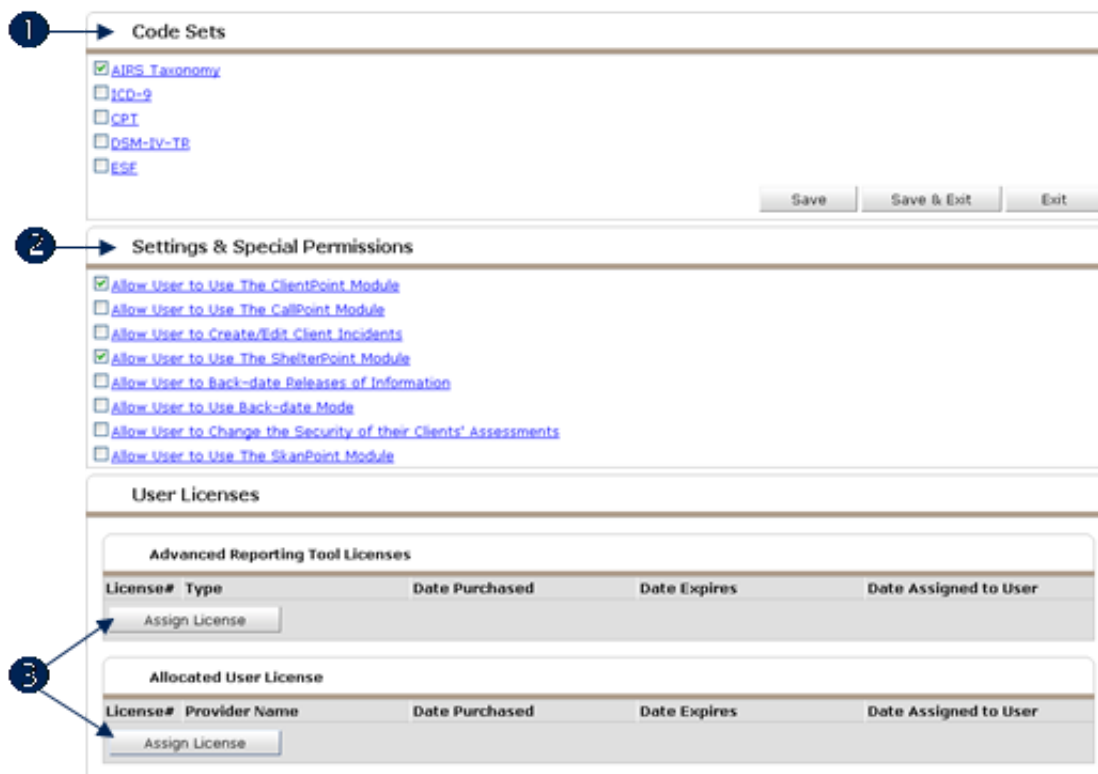 1
Code Sets
AIRS Taxonomy
ICD-9
CPT
DSM-IV-TR
ESF
Save Save & Exit Exit
2
Settings & Special Permissions
Allow User to Use The ClientPoint Module
Allow User to Use The CallPoint Module
Allow User to Create/Edit Client Incidents
Allow User to Use The ShelterPoint Module
Allow User to Back-date Releases of Information
Allow User to Use Back-date Mode
Allow User to Change the Security of their Clients' Assessments
Allow User to Use The SkanPoint Module
User Licenses
Advanced Reporting Tool Licenses
License# Type Date Purchased Date Expires Date Assigned to User
Assign License
3
Allocated User License
License# Provider Name Date Purchased Date Expires Date Assigned to User
Assign License